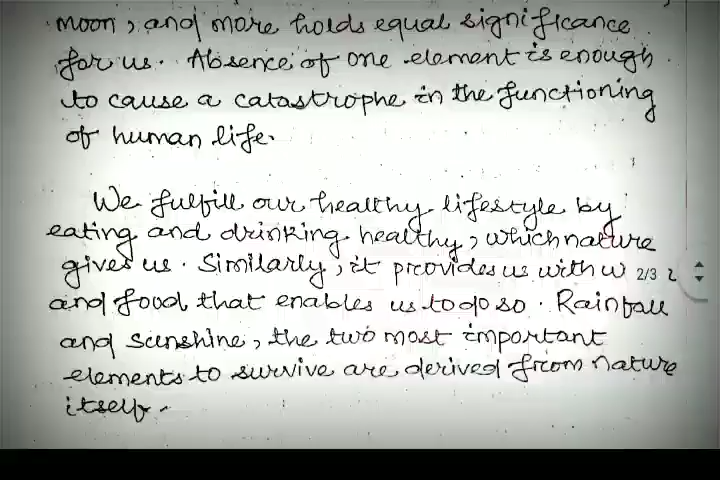 moon, and more holds equal significance
for us. Absence of one element is enough
to cause a catastrophe in the functioning
of human life.
We fulfill our healthy lifestyle by
eating and drinking healthy, which nature
gives us. Similarly, it provides us with 2/3
and food that enables us to do so. Rainfall
and sunshine, the two most important
elements to survive are derived from nature
itself.